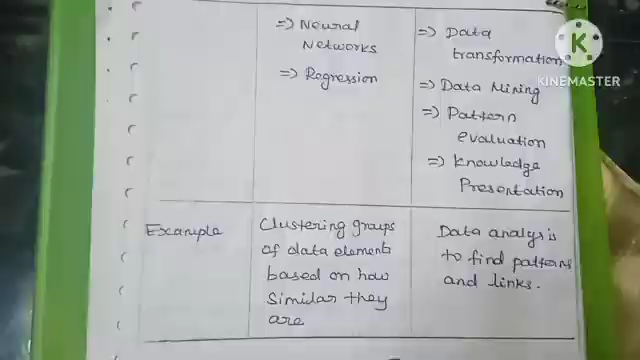 ⇒ Neural
Networks
⇒ Regression
⇒ Data
transformation
⇒ Data Mining
⇒ Pattern
evaluation
⇒ Knowledge
Presentation
Example
Clustering groups
of data elements
based on how
similar they
are
Data analysis
to find patterns
and links.
K
KINEMASTER